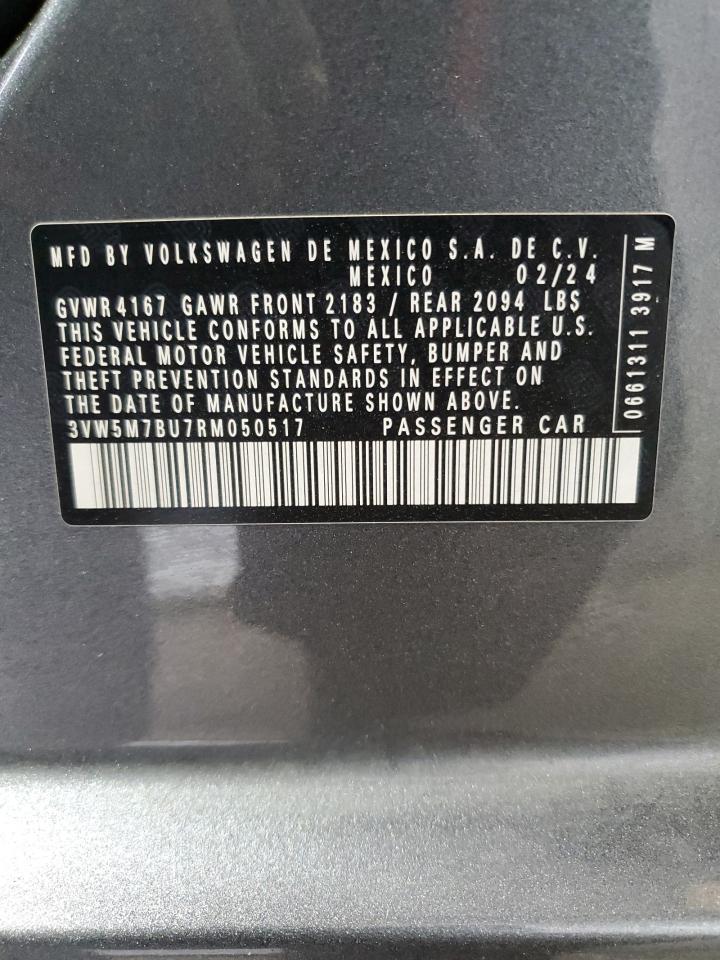 MFD BY VOLKSWAGEN DE MEXICO S.A. DE C.V.
MEXICO 02/24
GVWR 4167 GAWR FRONT 2183 / REAR 2094 LBS
THIS VEHICLE CONFORMS TO ALL APPLICABLE U.S.
FEDERAL MOTOR VEHICLE SAFETY, BUMPER AND
THEFT PREVENTION STANDARDS IN EFFECT ON
THE DATE OF MANUFACTURE SHOWN ABOVE.
3VW5M7BU7RM050517 PASSENGER CAR
0661311 3917 M